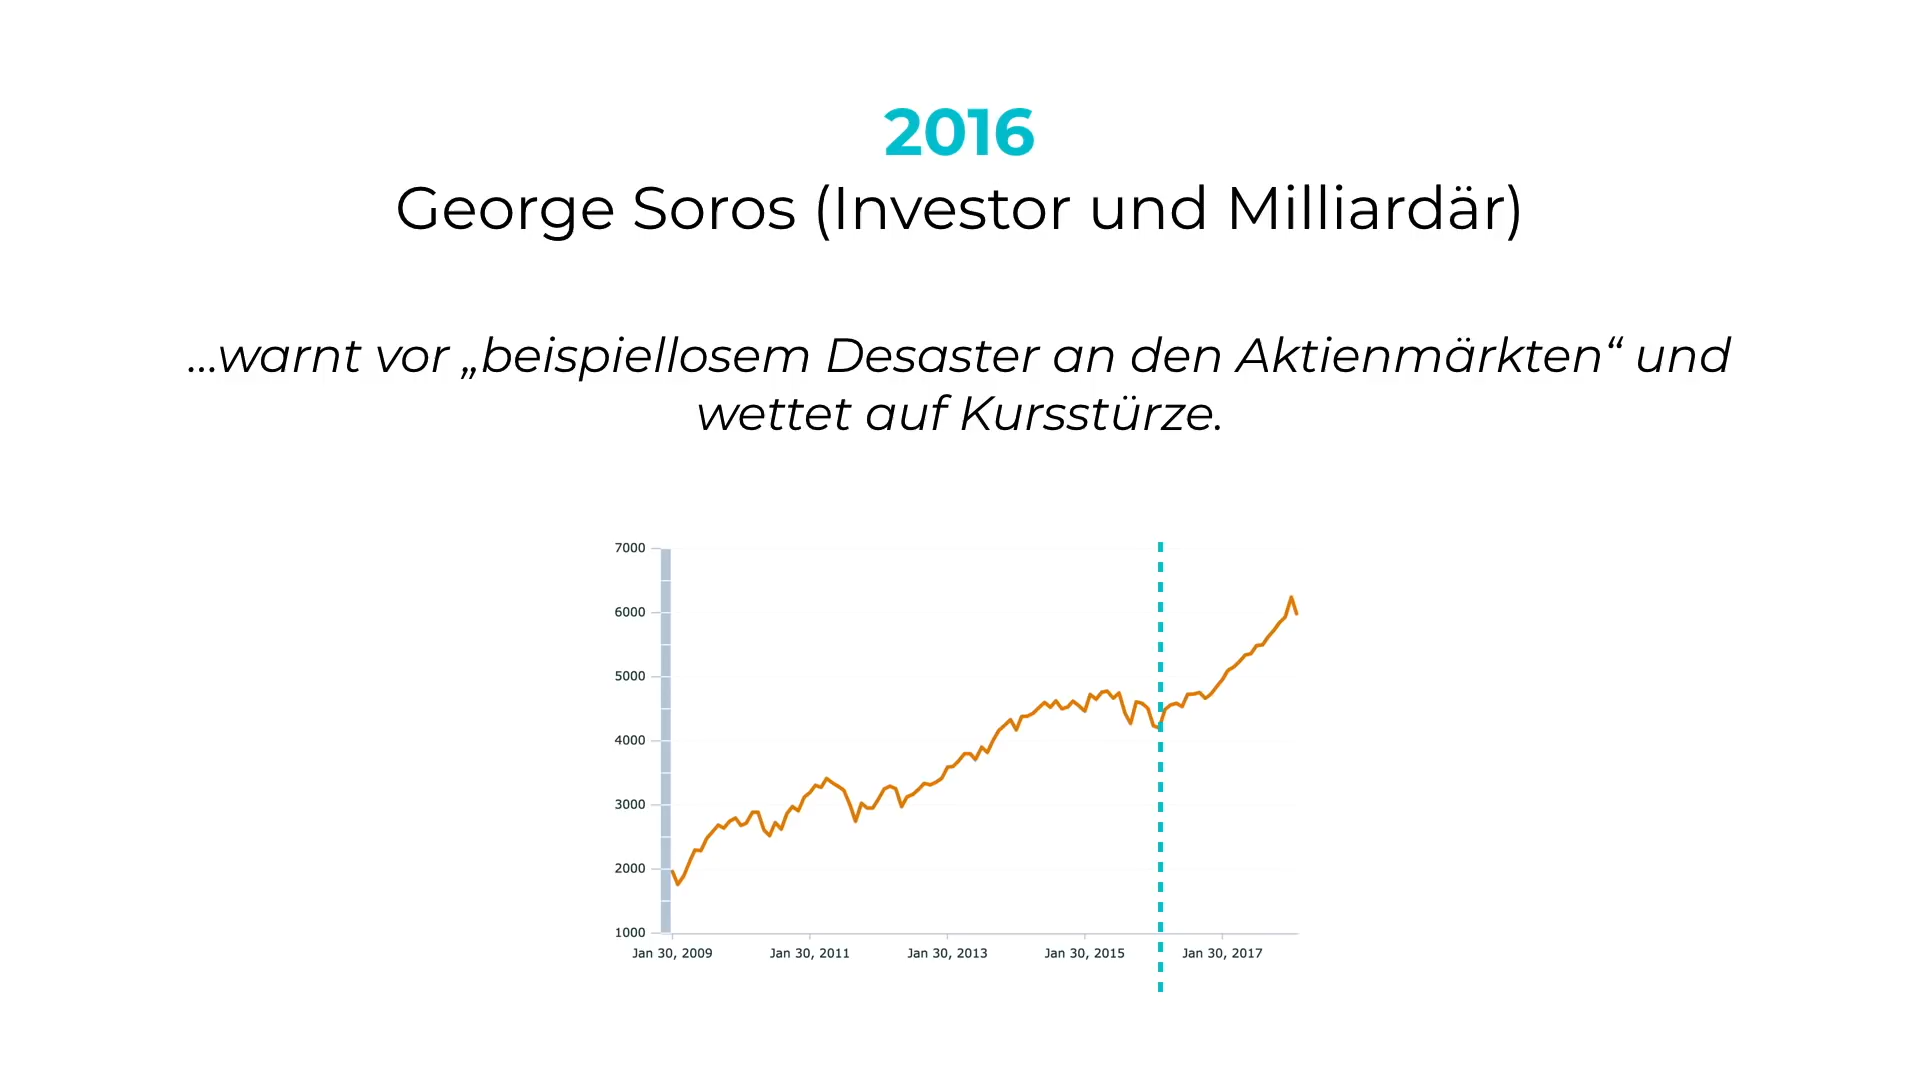 2016
George Soros (Investor und Milliardär)
...warnt vor „beispiellosem Desaster an den Aktienmärkten“ und
wettet auf Kursstürze.
7000
6000
5000
4000
3000
2000
1000
Jan 30, 2009 Jan 30, 2011 Jan 30, 2013 Jan 30, 2015 Jan 30, 2017